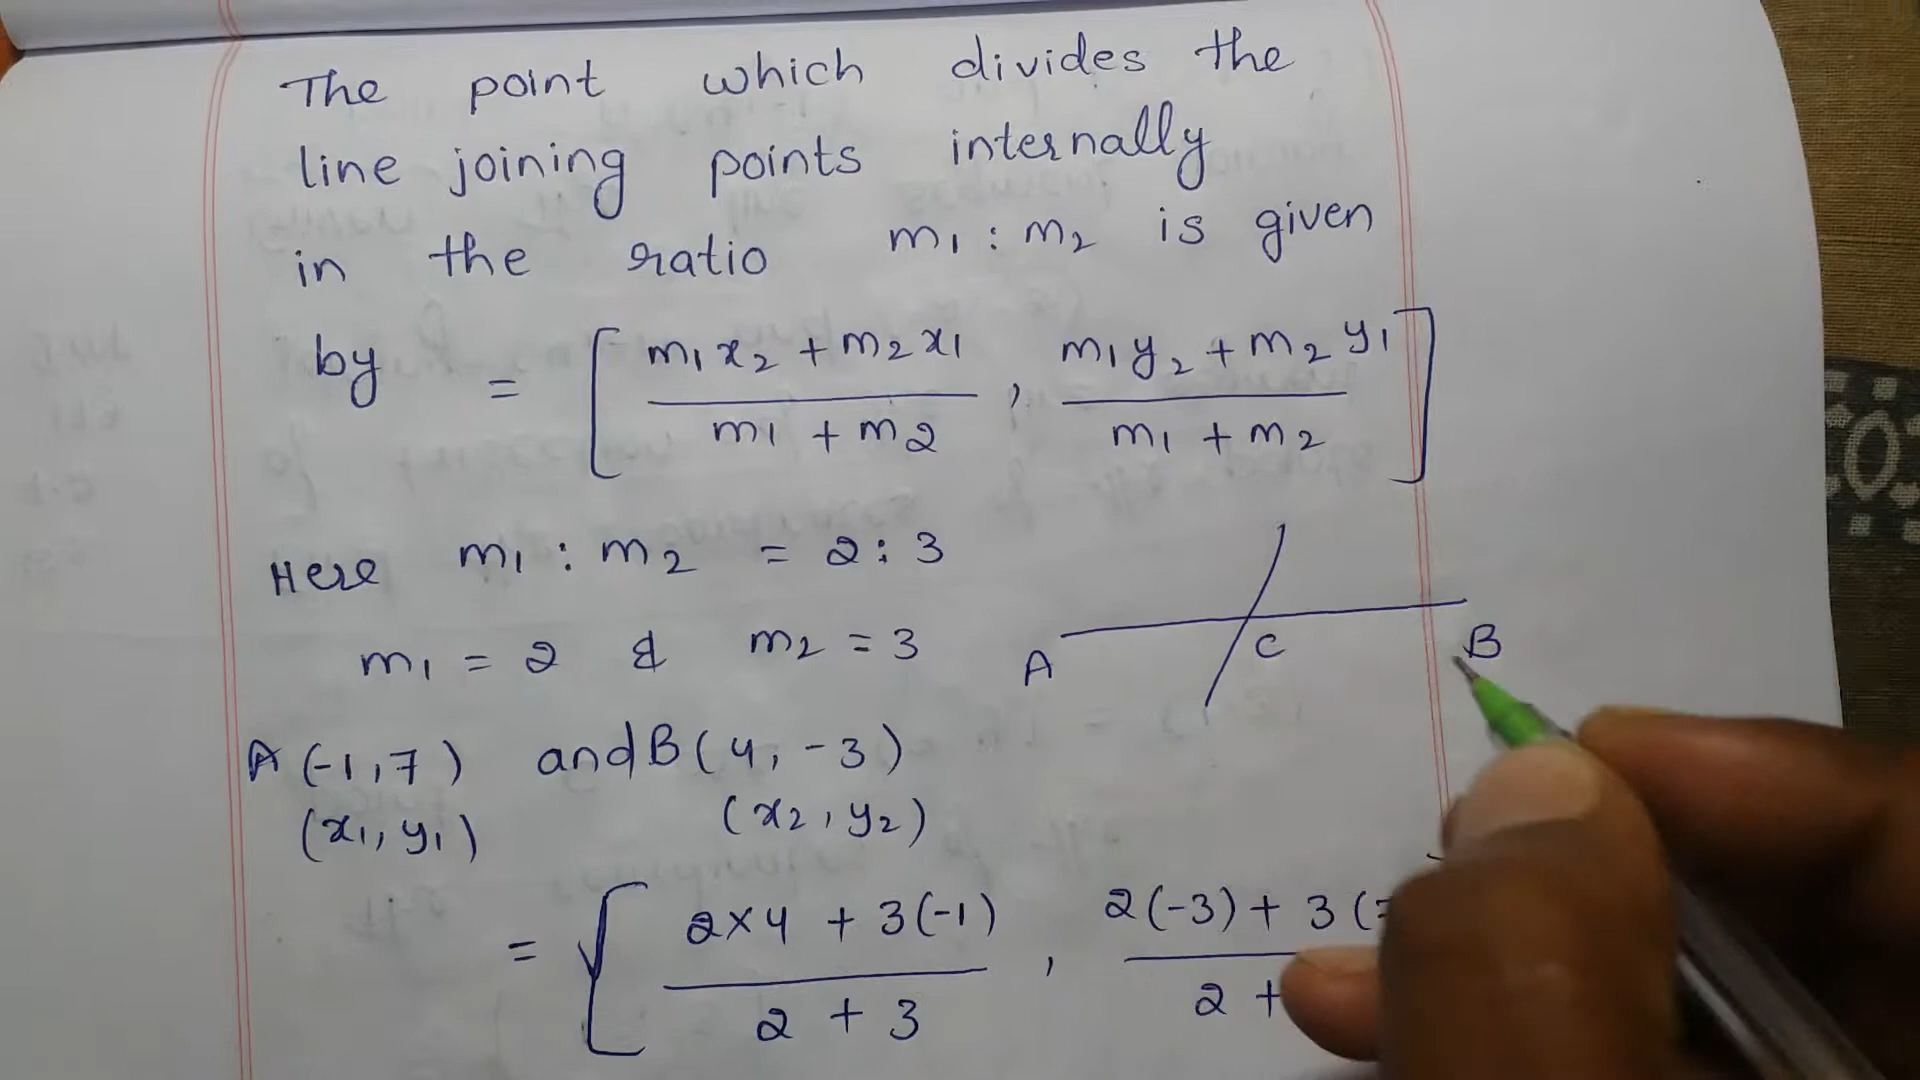 The point which divides the
line joining points internally
in the ratio m1 : m2 is given
by = [ m1x2 + m2x1 / m1 + m2 , m1y2 + m2y1 / m1 + m2 ]
Here m1 : m2 = 2 : 3
m1 = 2 & m2 = 3
A C B
A (-1, 7) and B (4, -3)
(x1, y1) (x2, y2)
= [ 2×4 + 3(-1) / 2 + 3 , 2(-3) + 3( / 2 +